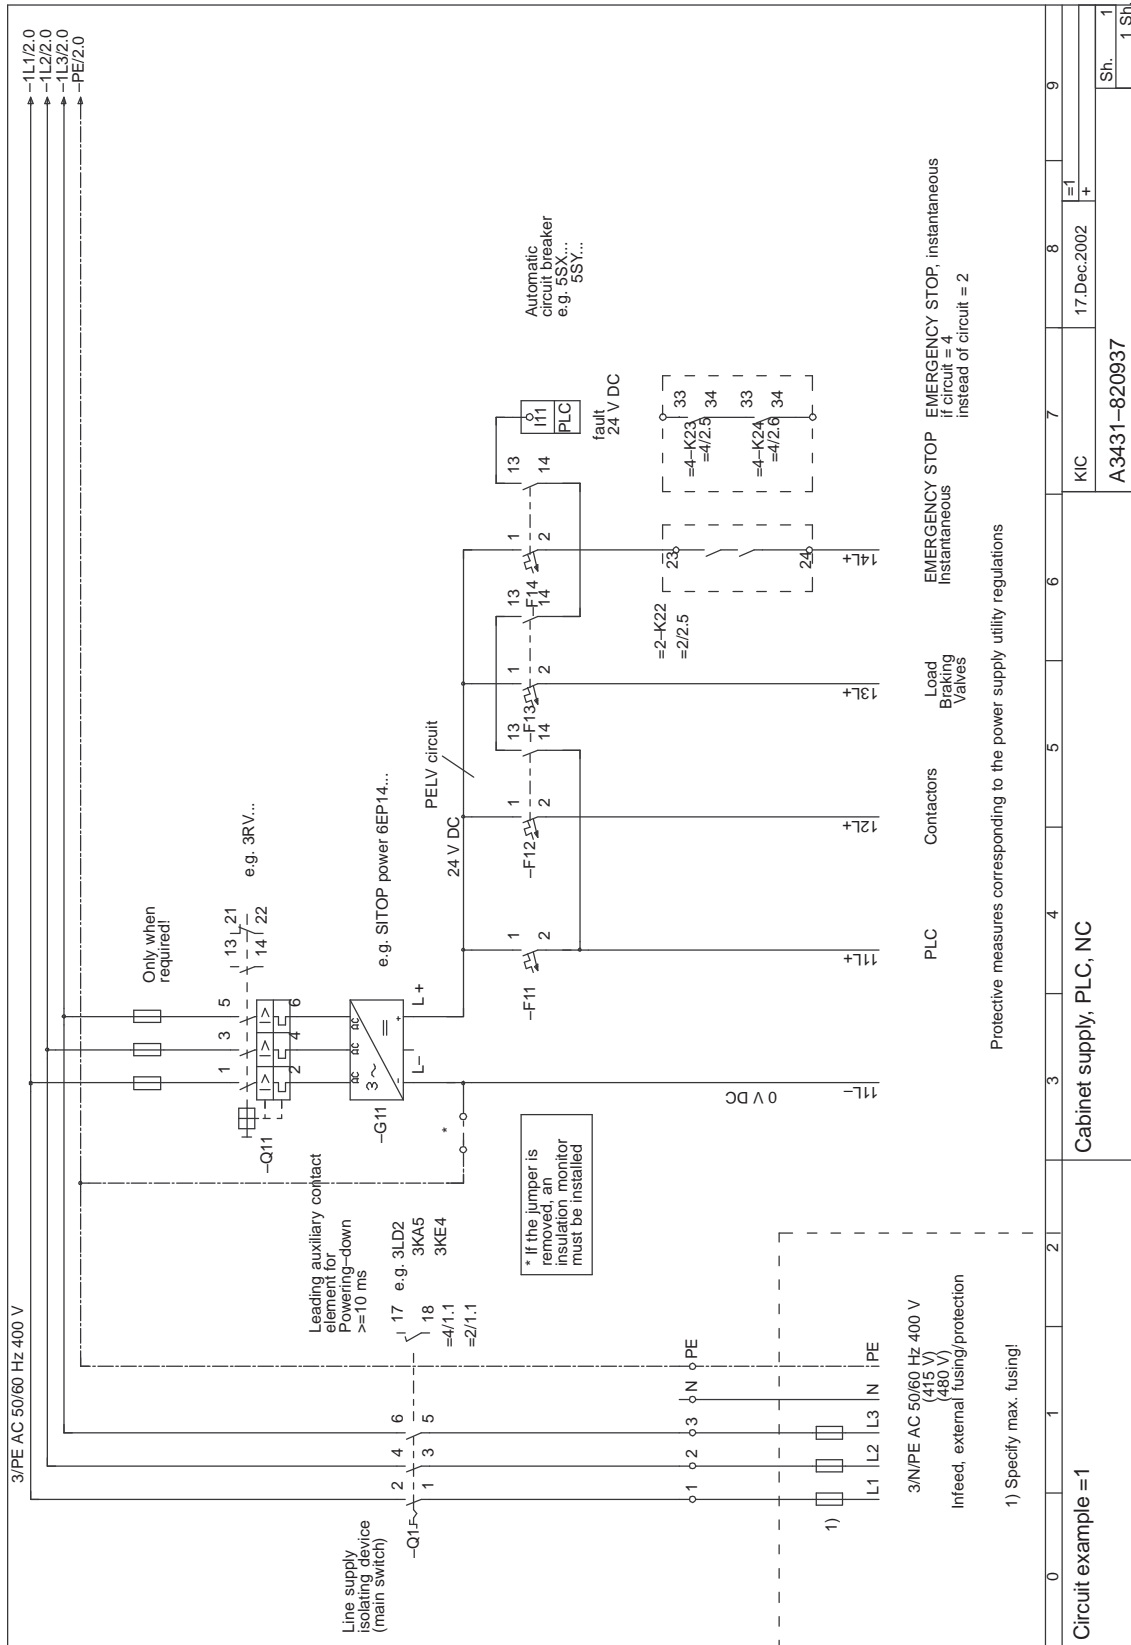 3/PE AC 50/60 Hz 400 V
–1L1/2.0
–1L2/2.0
–1L3/2.0
–PE/2.0
Only when
required!
1
3
5
13
14
21
22
e.g. 3RV...
–Q11
I>
I>
I>
2
4
6
Leading auxiliary contact
element for
Powering–down
>=10 ms
–G11
AC
AC
AC
3 ~
=
-
+
L–
L+
e.g. SITOP power 6EP14...
Line supply
isolating device
(main switch)
–Q1
2
4
6
1
3
5
17
18
e.g. 3LD2
3KA5
3KE4
=4/1.1
=2/1.1
*
24 V DC
PELV circuit
* If the jumper is
removed, an
insulation monitor
must be installed
–F11
1
2
–F12
1
2
13
14
–F13
1
2
13
14
–F14
1
2
13
14
I11
PLC
fault
24 V DC
Automatic
circuit breaker
e.g. 5SX...
5SY...
=2–K22
=2/2.5
23
24
=4–K23
=4/2.5
33
34
=4–K24
=4/2.6
33
34
1
2
3
N
PE
0 V DC
1)
L1
L2
L3
N
PE
11L–
11L+
12L+
13L+
14L+
3/N/PE AC 50/60 Hz 400 V
(415 V)
(480 V)
Infeed, external fusing/protection
1) Specify max. fusing!
PLC
Contactors
Load
Braking
Valves
EMERGENCY STOP
Instantaneous
EMERGENCY STOP, instantaneous
if circuit = 4
instead of circuit = 2
Protective measures corresponding to the power supply utility regulations
0
1
2
3
4
5
6
7
8
9
Circuit example =1
Cabinet supply, PLC, NC
KIC
17.Dec.2002
=1
+
A3431–820937
Sh.
1
1 Sh.